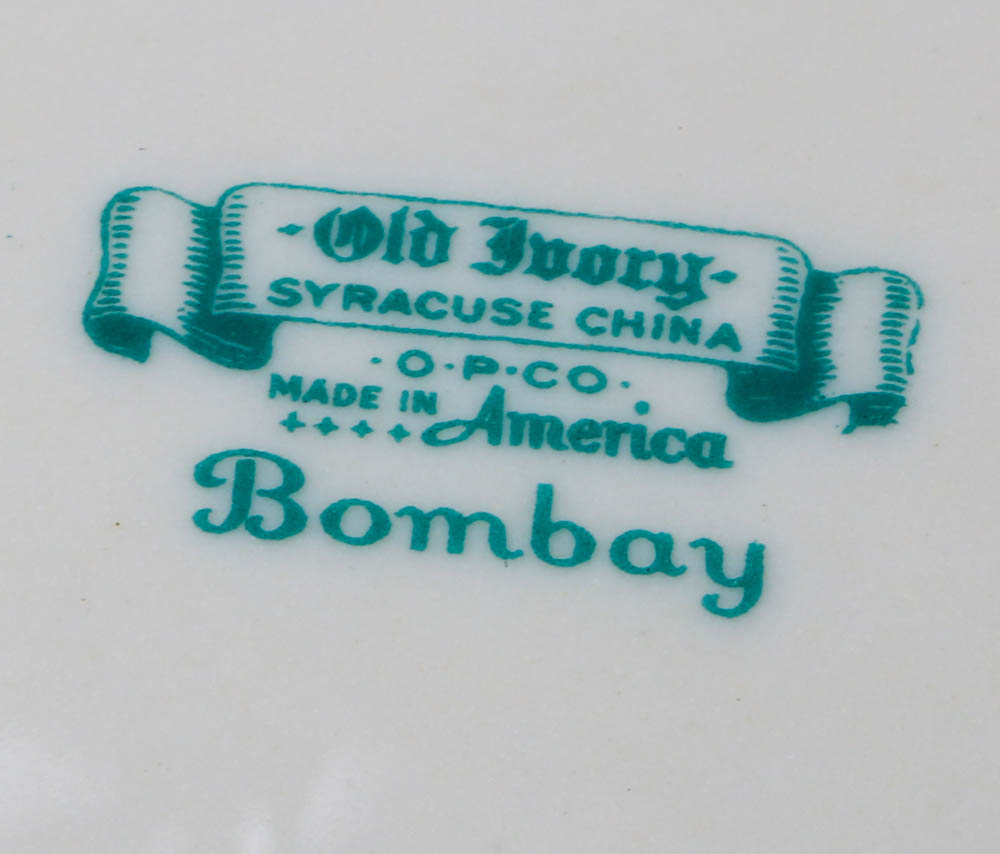 · Old Ivory ·
SYRACUSE CHINA
· O · P · CO ·
MADE IN America
Bombay